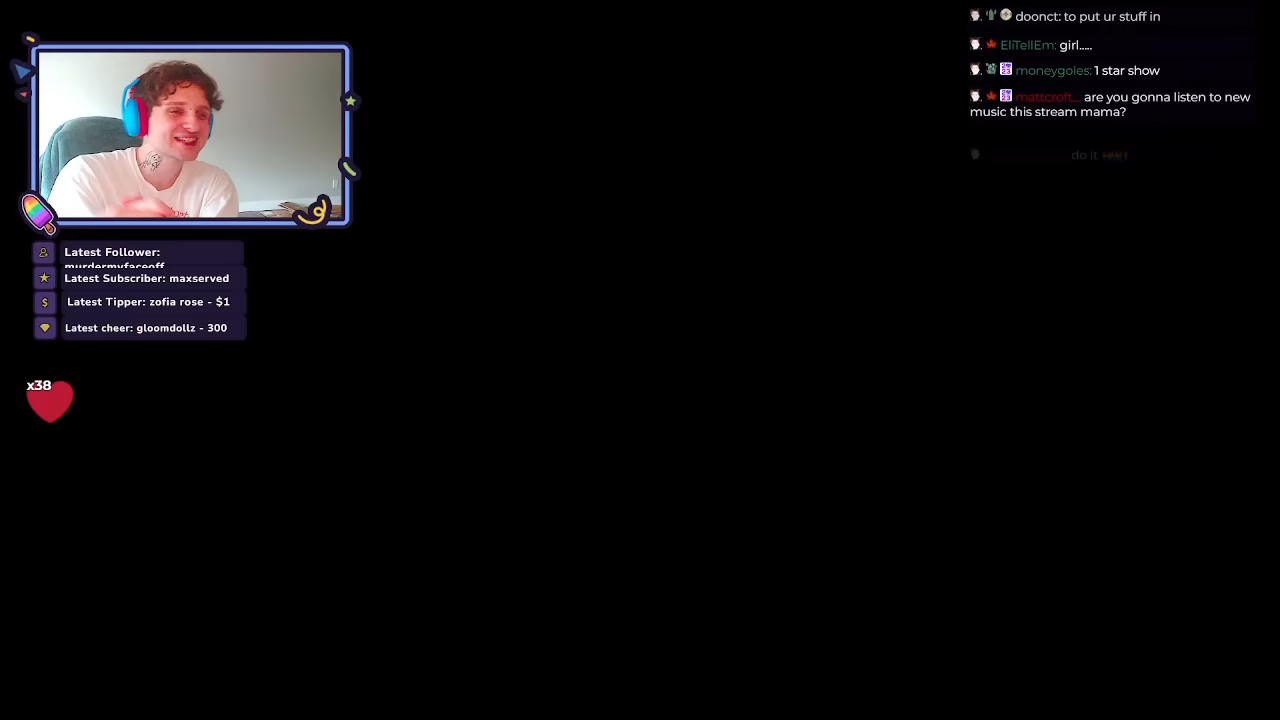 doonct: to put ur stuff in
EliTellEm: girl.....
moneygoles: 1 star show
mattcroft_: are you gonna listen to new
music this stream mama?
do it
Latest Follower:
murdermyfaceoff
Latest Subscriber: maxserved
$ Latest Tipper: zofia rose - $1
Latest cheer: gloomdollz - 300
x38